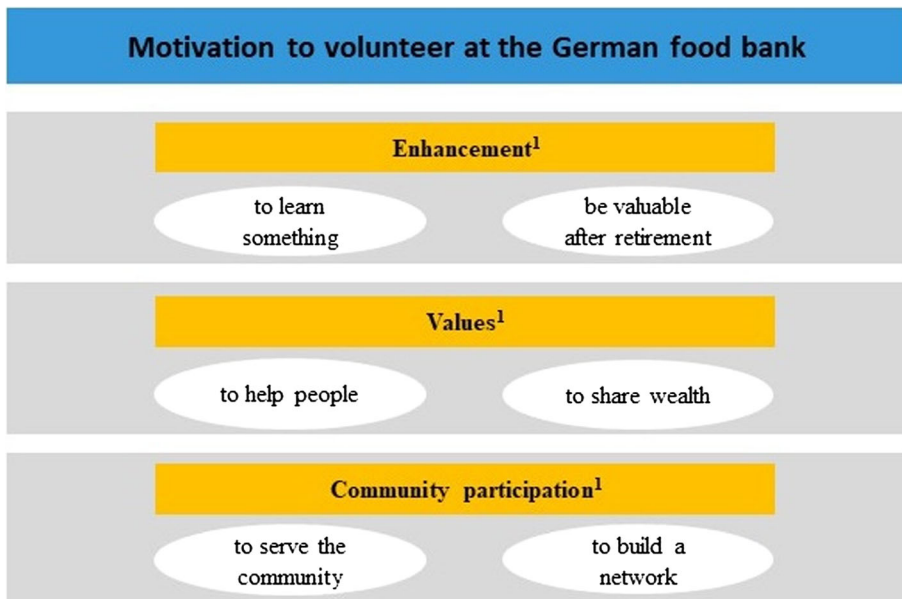 Motivation to volunteer at the German food bank
Enhancement¹
to learn
something
be valuable
after retirement
Values¹
to help people
to share wealth
Community participation¹
to serve the
community
to build a
network